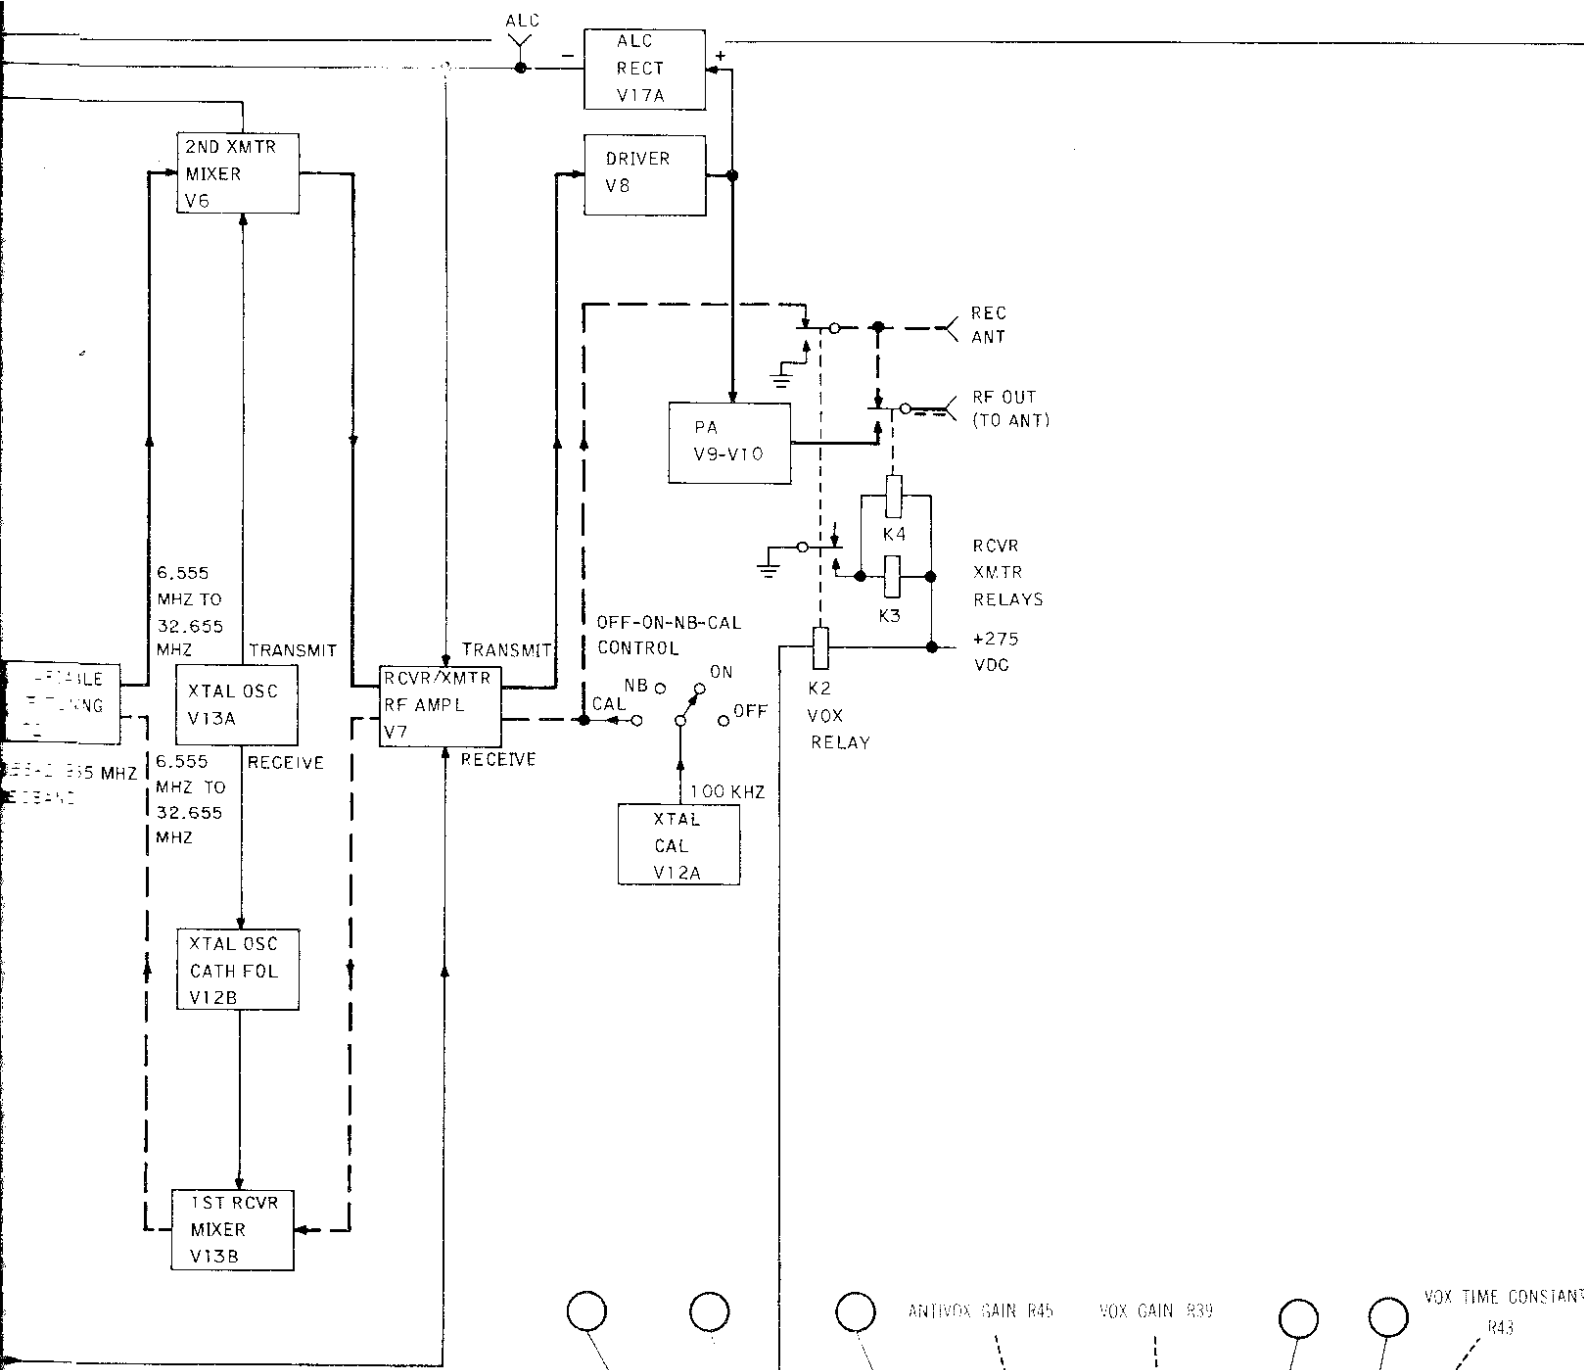 ALC
ALC
RECT
V17A
−
+
2ND XMTR
MIXER
V6
DRIVER
V8
REC
ANT
RF OUT
(TO ANT)
PA
V9-V10
K4
RCVR
XMTR
RELAYS
K3
+275
VDC
6.555
MHZ TO
32.655
MHZ
TRANSMIT
TRANSMIT
OFF-ON-NB-CAL
CONTROL
XTAL OSC
V13A
RCVR/XMTR
RF AMPL
V7
NB
ON
CAL
OFF
K2
VOX
RELAY
RECEIVE
RECEIVE
MHZ
6.555
MHZ TO
32.655
MHZ
100 KHZ
XTAL
CAL
V12A
XTAL OSC
CATH FOL
V12B
1ST RCVR
MIXER
V13B
ANTIVOX GAIN R45
VOX GAIN R39
VOX TIME CONSTANT
R43